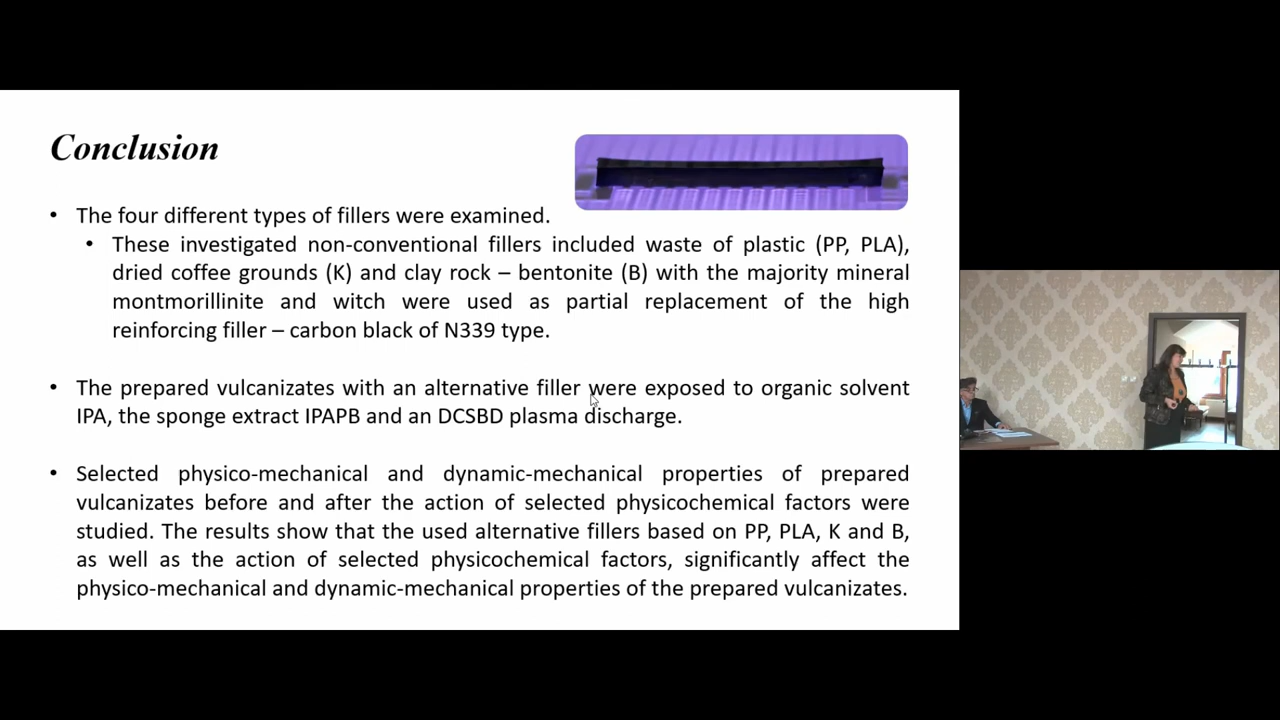 Conclusion
• The four different types of fillers were examined.
• These investigated non-conventional fillers included waste of plastic (PP, PLA),
dried coffee grounds (K) and clay rock – bentonite (B) with the majority mineral
montmorillinite and witch were used as partial replacement of the high
reinforcing filler – carbon black of N339 type.
• The prepared vulcanizates with an alternative filler were exposed to organic solvent
IPA, the sponge extract IPAPB and an DCSBD plasma discharge.
• Selected physico-mechanical and dynamic-mechanical properties of prepared
vulcanizates before and after the action of selected physicochemical factors were
studied. The results show that the used alternative fillers based on PP, PLA, K and B,
as well as the action of selected physicochemical factors, significantly affect the
physico-mechanical and dynamic-mechanical properties of the prepared vulcanizates.